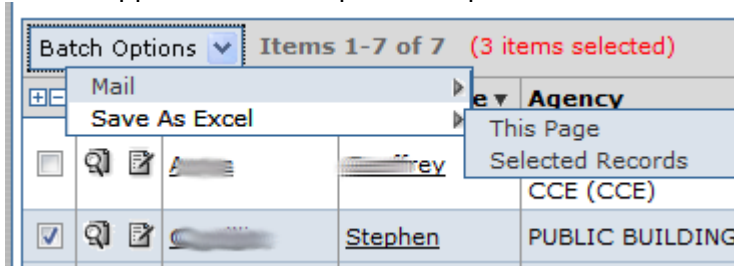 Batch Options Items 1-7 of 7 (3 items selected)
Mail
e Agency
Save As Excel
This Page
Selected Records
rey
CCE (CCE)
Stephen PUBLIC BUILDING